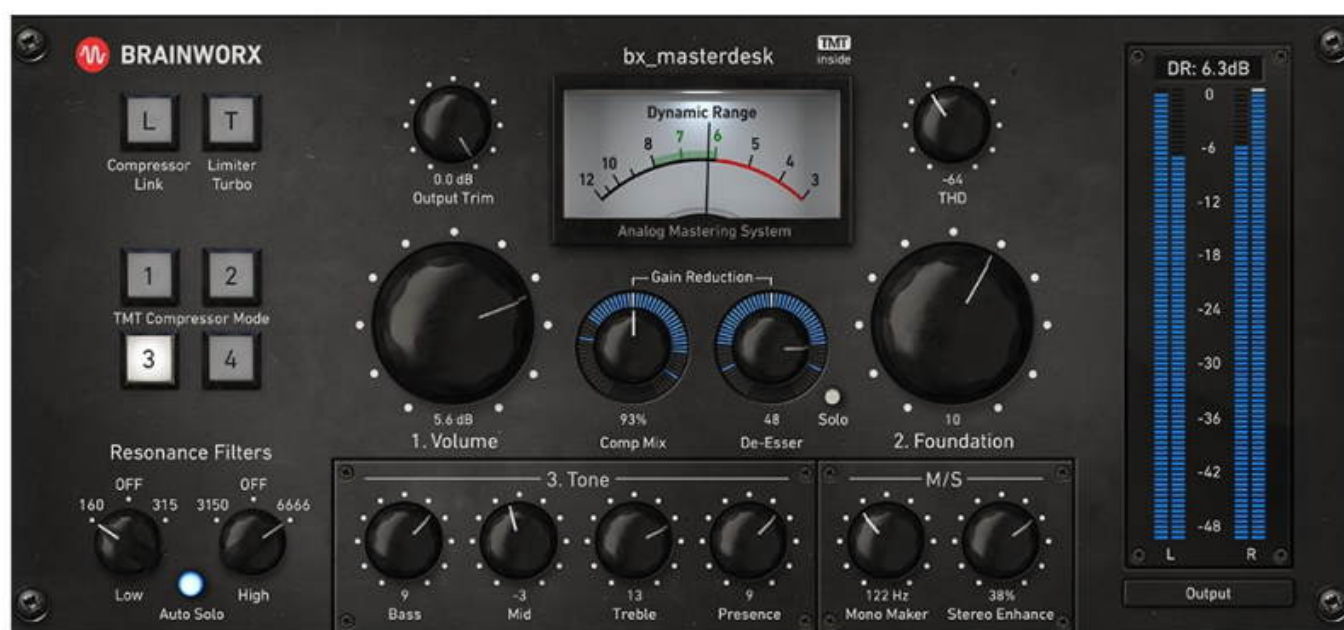 BRAINWORX
bx_masterdesk
TMT
inside
L
T
Compressor
Link
Limiter
Turbo
0.0 dB
Output Trim
Dynamic Range
12
10
8
7
6
5
4
3
Analog Mastering System
-64
THD
DR: 6.3dB
0
-6
-12
-18
-24
-30
-36
-42
-48
L
R
Output
1
2
TMT Compressor Mode
3
4
5.6 dB
1. Volume
Gain Reduction
93%
Comp Mix
48
De-Esser
Solo
10
2. Foundation
Resonance Filters
OFF
160
315
Low
OFF
3150
6666
High
Auto Solo
3. Tone
9
Bass
-3
Mid
13
Treble
9
Presence
M/S
122 Hz
Mono Maker
38%
Stereo Enhance